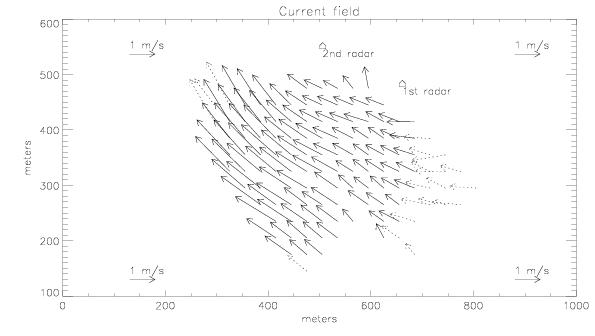 Current field
600
500
400
300
200
100
meters
1 m/s
1 m/s
2nd radar
1st radar
1 m/s
1 m/s
0
200
400
600
800
1000
meters